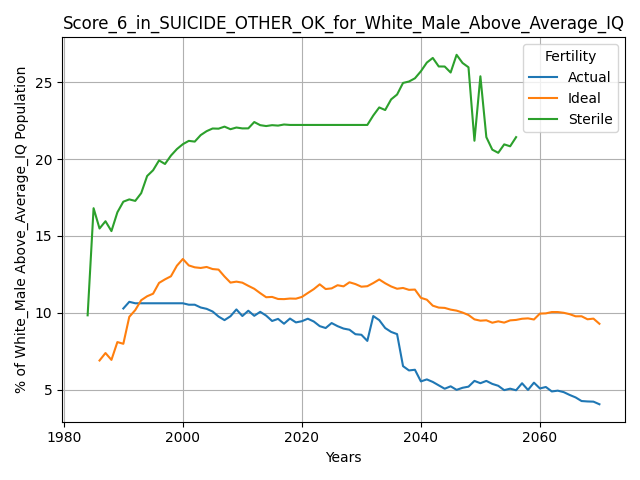 Score_6_in_SUICIDE_OTHER_OK_for_White_Male_Above_Average_IQ
% of White_Male Above_Average_IQ Population
25
20
15
10
5
Fertility
Actual
Ideal
Sterile
1980 2000 2020 2040 2060
Years